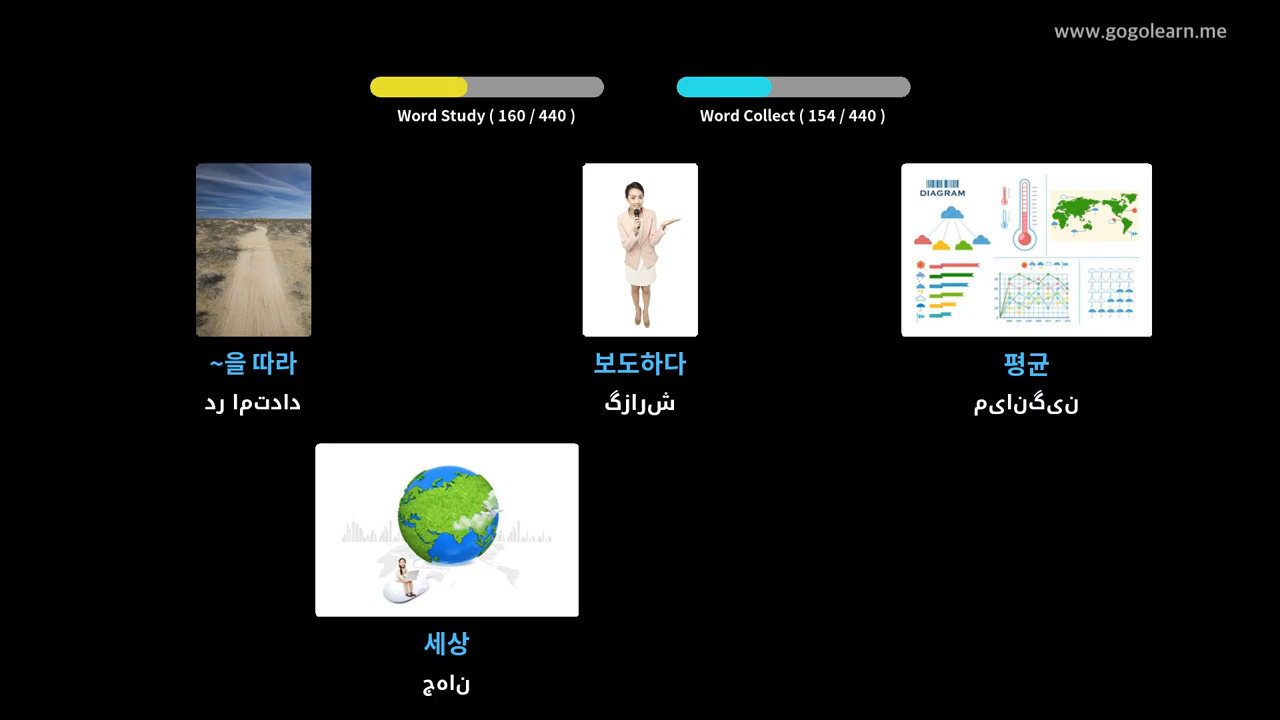 www.gogolearn.me
Word Study ( 160 / 440 )
Word Collect ( 154 / 440 )
~을 따라
در امتداد
보도하다
گزارش
DIAGRAM
평균
میانگین
세상
جهان